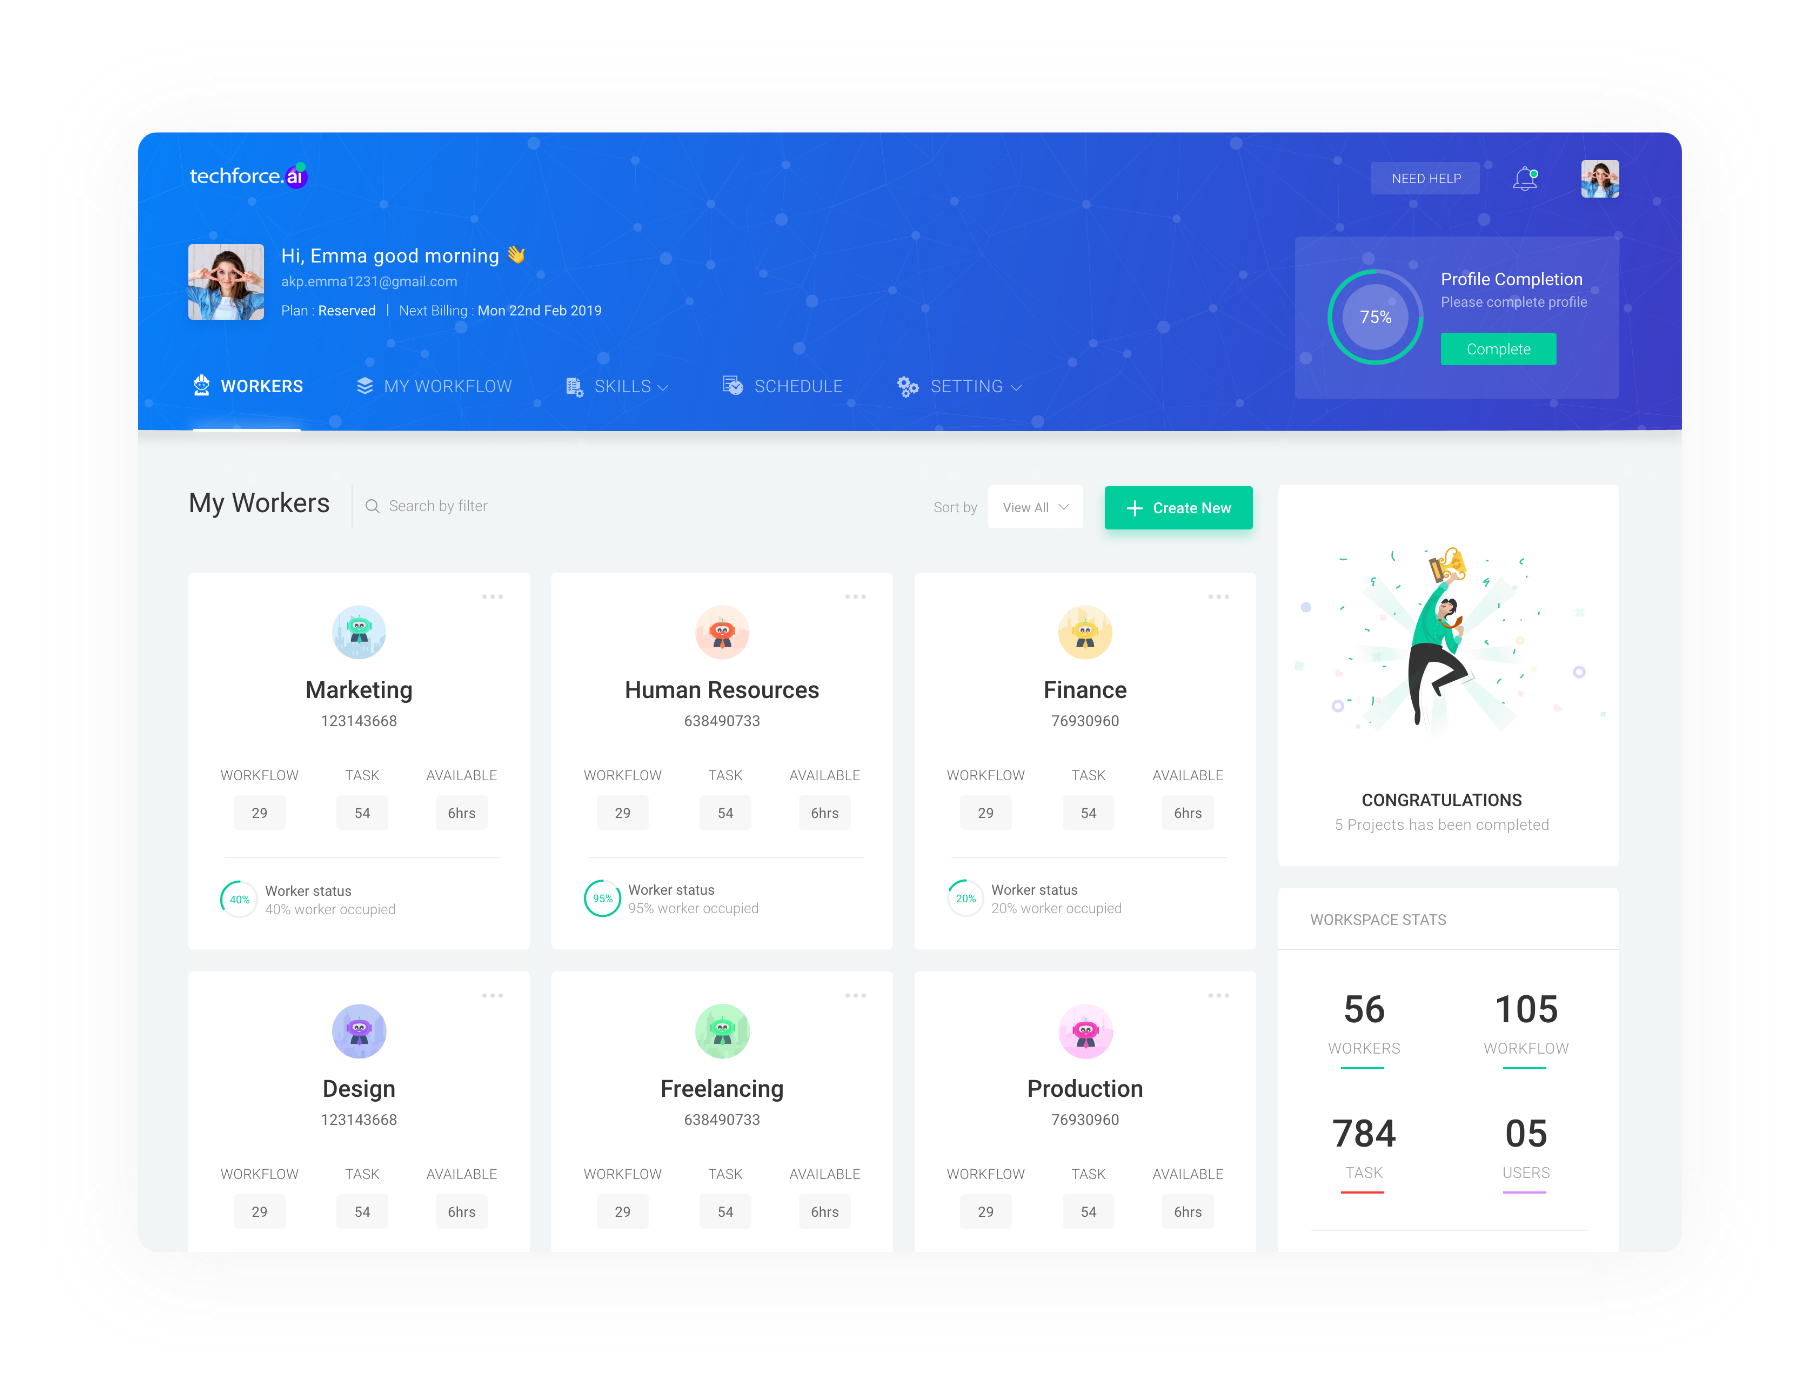 techforce.ai
NEED HELP
Hi, Emma good morning 👋
akp.emma1231@gmail.com
Plan : Reserved | Next Billing : Mon 22nd Feb 2019
75%
Profile Completion
Please complete profile
Complete
WORKERS
MY WORKFLOW
SKILLS
SCHEDULE
SETTING
My Workers
Search by filter
Sort by
View All
+ Create New
Marketing
123143668
WORKFLOW TASK AVAILABLE
29 54 6hrs
40%
Worker status
40% worker occupied
Human Resources
638490733
WORKFLOW TASK AVAILABLE
29 54 6hrs
95%
Worker status
95% worker occupied
Finance
76930960
WORKFLOW TASK AVAILABLE
29 54 6hrs
20%
Worker status
20% worker occupied
Design
123143668
WORKFLOW TASK AVAILABLE
29 54 6hrs
Freelancing
638490733
WORKFLOW TASK AVAILABLE
29 54 6hrs
Production
76930960
WORKFLOW TASK AVAILABLE
29 54 6hrs
CONGRATULATIONS
5 Projects has been completed
WORKSPACE STATS
56 105
WORKERS WORKFLOW
784 05
TASK USERS